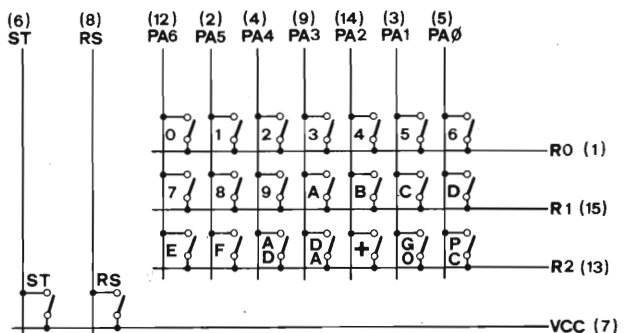 (6) (8) (12) (2) (4) (9) (14) (3) (5)
ST RS PA6 PA5 PA4 PA3 PA2 PA1 PAØ
0 1 2 3 4 5 6 R0 (1)
7 8 9 A B C D R1 (15)
E F AD DA + GO PC R2 (13)
ST RS
VCC (7)